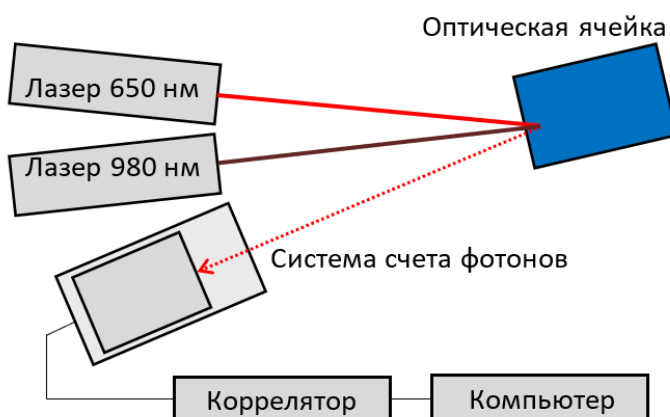 Оптическая ячейка
Лазер 650 нм
Лазер 980 нм
Система счета фотонов
Коррелятор
Компьютер